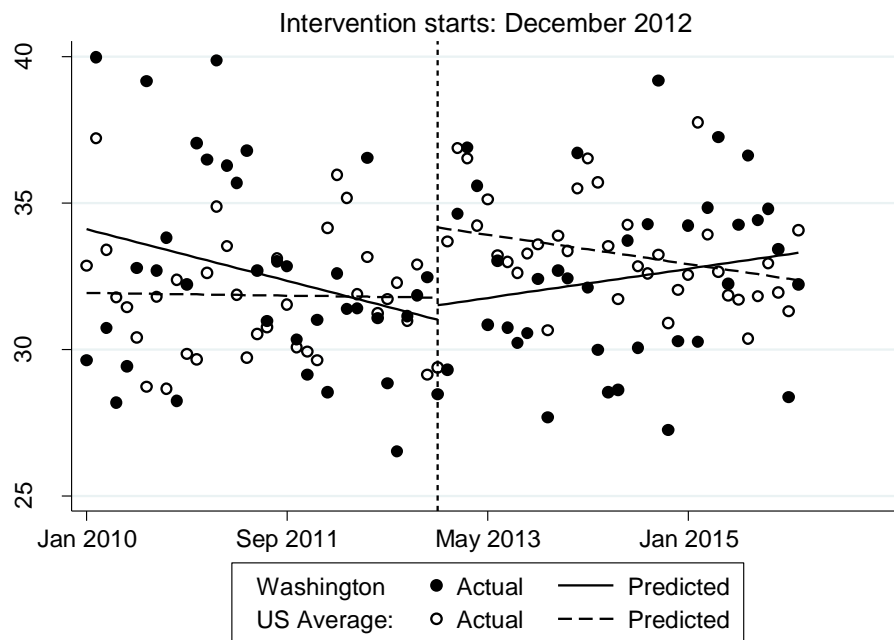 Intervention starts: December 2012
40
35
30
25
Jan 2010 Sep 2011 May 2013 Jan 2015
Washington Actual Predicted
US Average: Actual Predicted